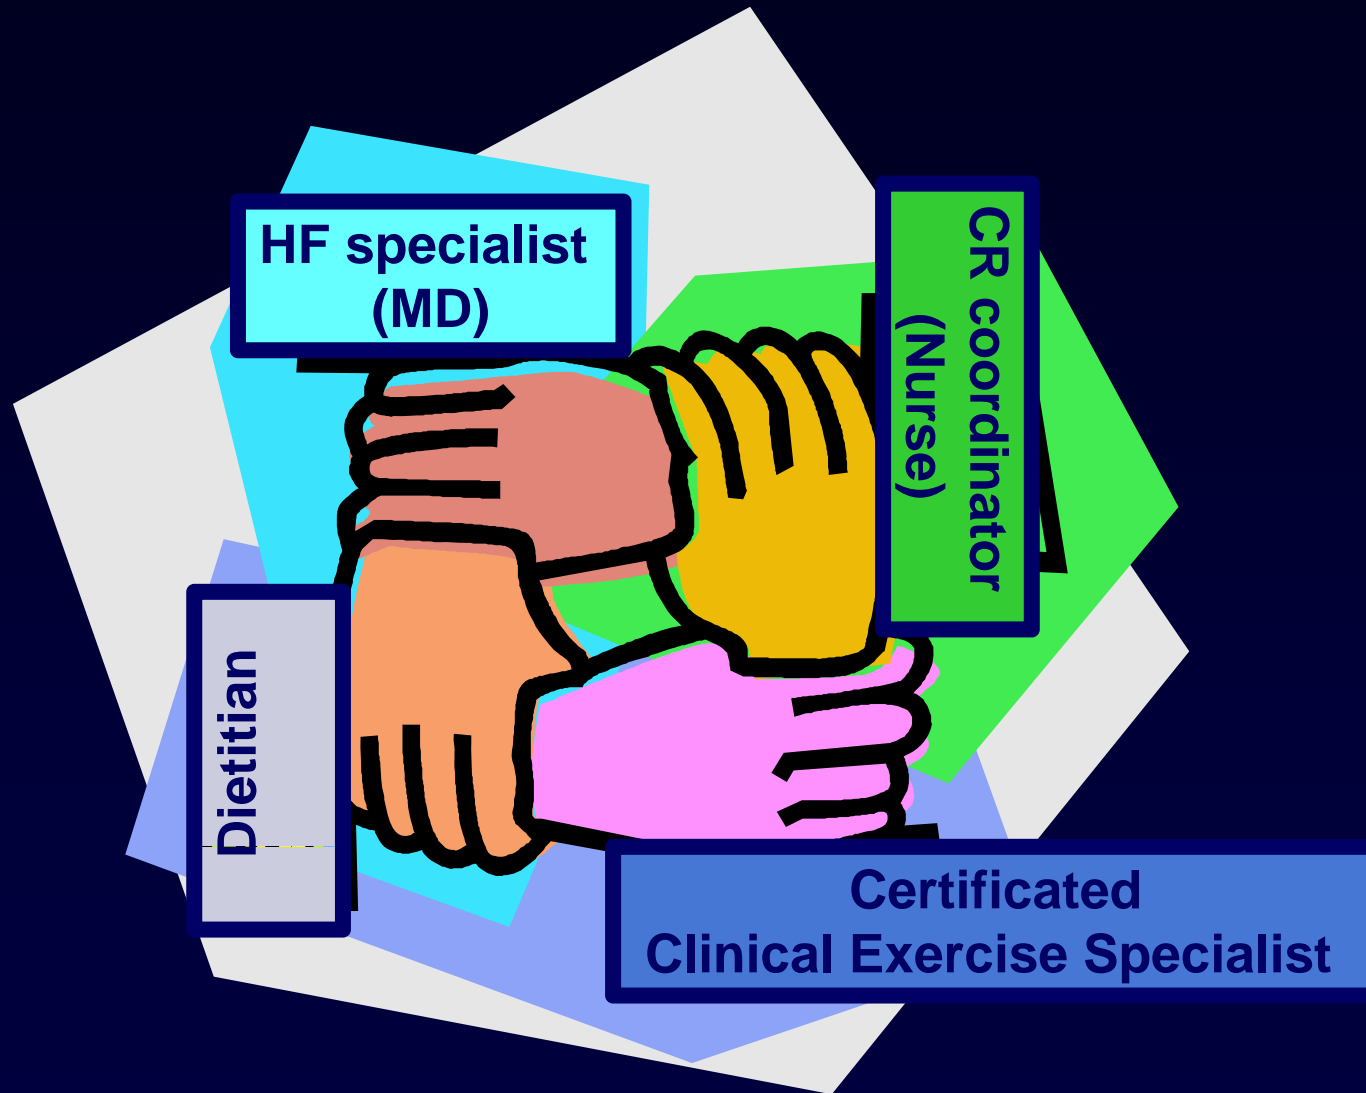 HF specialist
(MD)
CR coordinator
(Nurse)
Dietitian
Certificated
Clinical Exercise Specialist